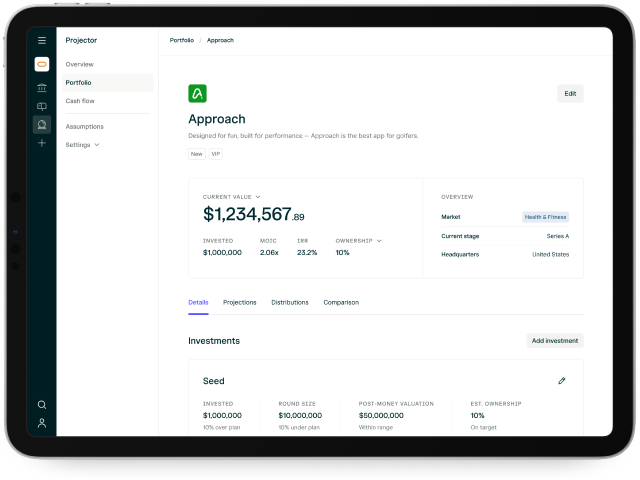 Projector
Overview
Portfolio
Cash flow
Assumptions
Settings
Portfolio / Approach
Edit
Approach
Designed for fun, built for performance — Approach is the best app for golfers.
New VIP
CURRENT VALUE
$1,234,567.89
INVESTED MOIC IRR OWNERSHIP
$1,000,000 2.06x 23.2% 10%
OVERVIEW
Market Health & Fitness
Current stage Series A
Headquarters United States
Details Projections Distributions Comparison
Investments
Add investment
Seed
INVESTED ROUND SIZE POST-MONEY VALUATION EST. OWNERSHIP
$1,000,000 $10,000,000 $50,000,000 10%
10% over plan 10% under plan Within range On target